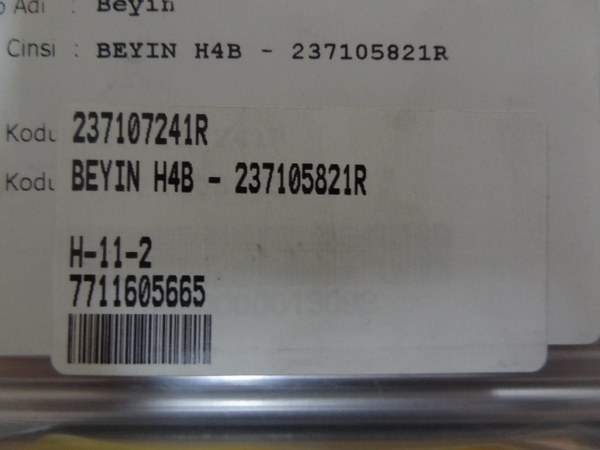 Adı : Beyin
Cinsi : BEYIN H4B - 237105821R
Kodu 237107241R
Kodu BEYIN H4B - 237105821R
H-11-2
7711605665